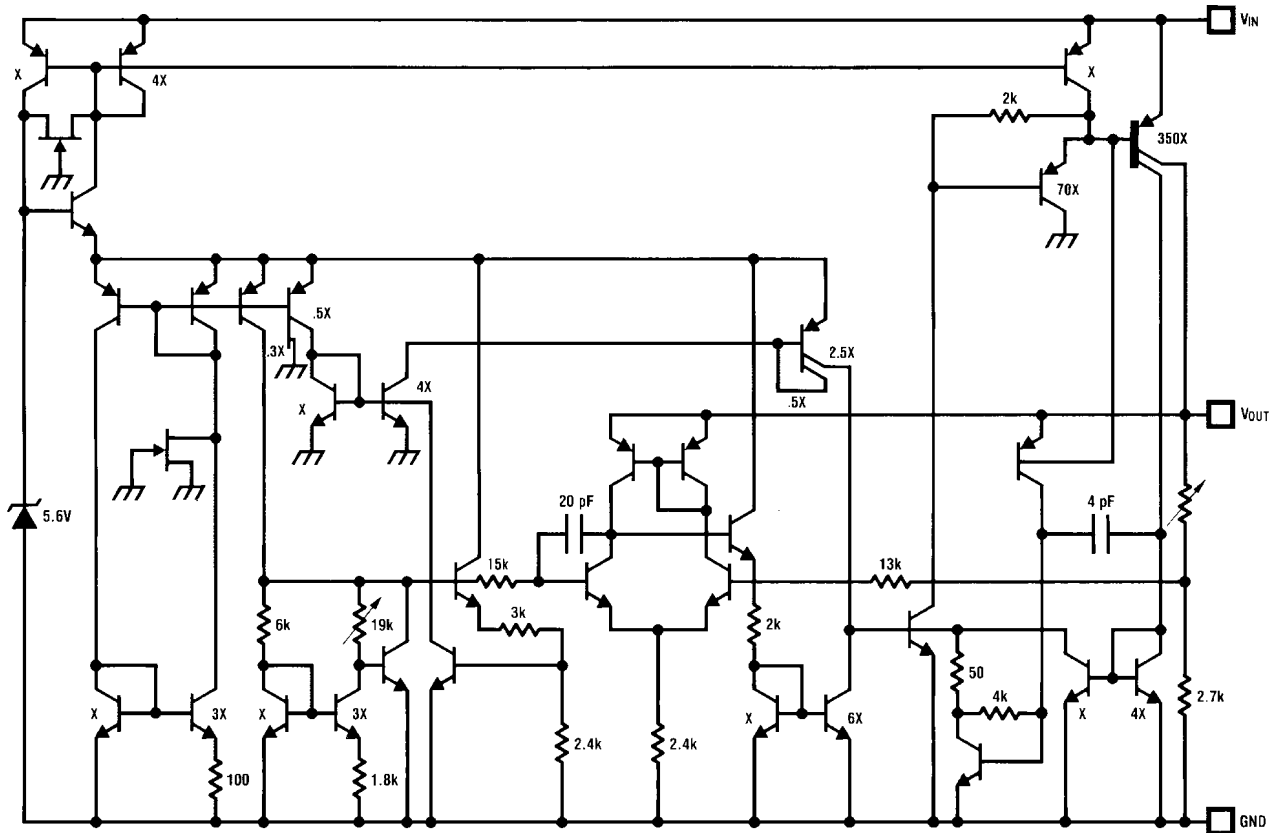 VIN
X
4X
X
2k
350X
70X
.5X
.3X
2.5X
4X
X
.5X
VOUT
5.6V
20 pF
4 pF
15k
13k
3k
6k
19k
2k
50
4k
2.7k
X
3X
X
3X
X
6X
X
4X
2.4k
2.4k
100
1.8k
GND